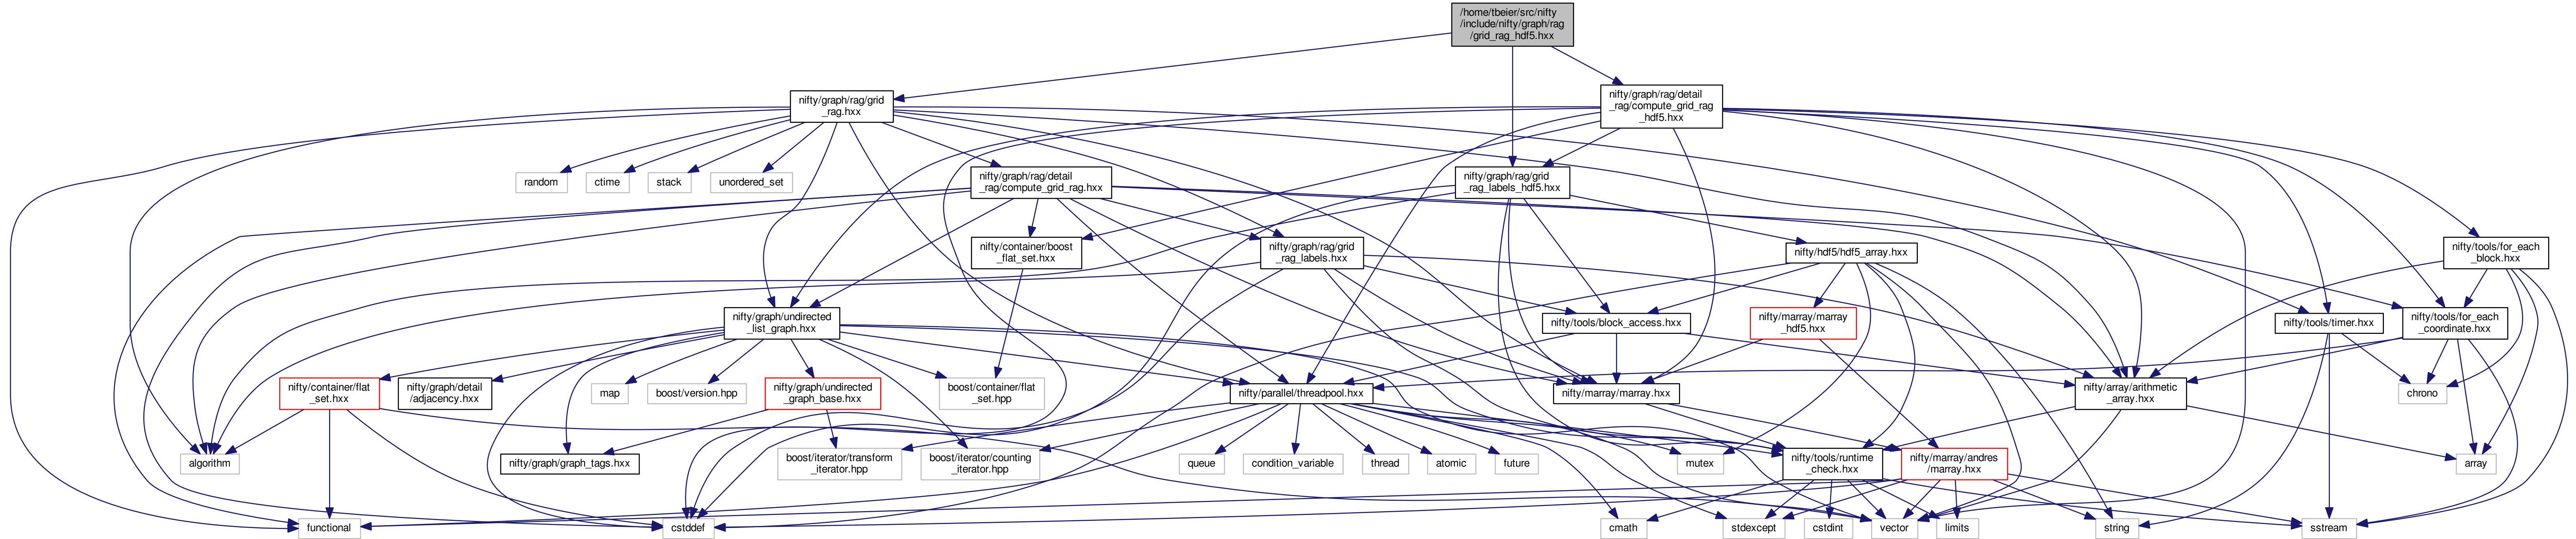 /home/tbeier/src/nifty
/include/nifty/graph/rag
/grid_rag_hdf5.hxx
nifty/graph/rag/grid
_rag.hxx
nifty/graph/rag/detail
_rag/compute_grid_rag
_hdf5.hxx
random
ctime
stack
unordered_set
nifty/graph/rag/detail
_rag/compute_grid_rag.hxx
nifty/graph/rag/grid
_rag_labels_hdf5.hxx
nifty/container/boost
_flat_set.hxx
nifty/graph/rag/grid
_rag_labels.hxx
nifty/hdf5/hdf5_array.hxx
nifty/tools/for_each
_block.hxx
nifty/graph/undirected
_list_graph.hxx
nifty/tools/block_access.hxx
nifty/marray/marray
_hdf5.hxx
nifty/tools/timer.hxx
nifty/tools/for_each
_coordinate.hxx
nifty/container/flat
_set.hxx
nifty/graph/detail
/adjacency.hxx
map
boost/version.hpp
nifty/graph/undirected
_graph_base.hxx
boost/container/flat
_set.hpp
nifty/parallel/threadpool.hxx
nifty/marray/marray.hxx
nifty/array/arithmetic
_array.hxx
chrono
algorithm
nifty/graph/graph_tags.hxx
boost/iterator/transform
_iterator.hpp
boost/iterator/counting
_iterator.hpp
queue
condition_variable
thread
atomic
future
mutex
nifty/tools/runtime
_check.hxx
nifty/marray/andres
/marray.hxx
array
functional
cstddef
cmath
stdexcept
cstdint
vector
limits
string
sstream